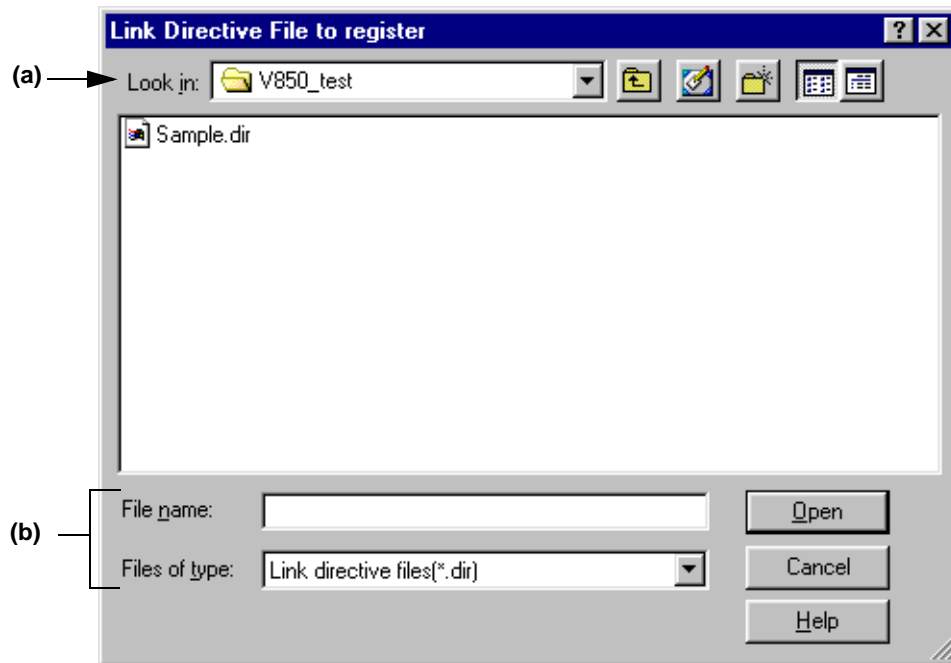 Link Directive File to register
(a)
Look in: V850_test
Sample.dir
(b)
File name:
Open
Files of type: Link directive files(*.dir)
Cancel
Help